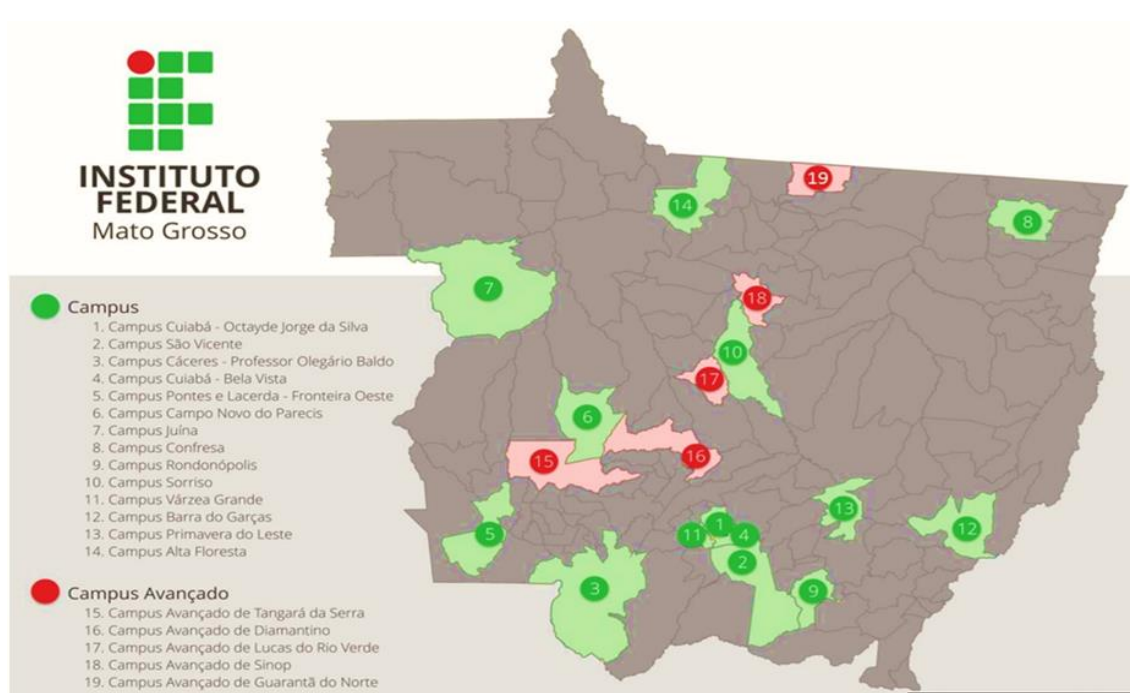 INSTITUTO
FEDERAL
Mato Grosso
Campus
1. Campus Cuiabá - Octayde Jorge da Silva
2. Campus São Vicente
3. Campus Cáceres - Professor Olegário Baldo
4. Campus Cuiabá - Bela Vista
5. Campus Pontes e Lacerda - Fronteira Oeste
6. Campus Campo Novo do Parecis
7. Campus Juína
8. Campus Confresa
9. Campus Rondonópolis
10. Campus Sorriso
11. Campus Várzea Grande
12. Campus Barra do Garças
13. Campus Primavera do Leste
14. Campus Alta Floresta
Campus Avançado
15. Campus Avançado de Tangará da Serra
16. Campus Avançado de Diamantino
17. Campus Avançado de Lucas do Rio Verde
18. Campus Avançado de Sinop
19. Campus Avançado de Guarantã do Norte
19
14
8
7
18
10
17
6
16
15
13
1
12
5
11
4
2
3
9